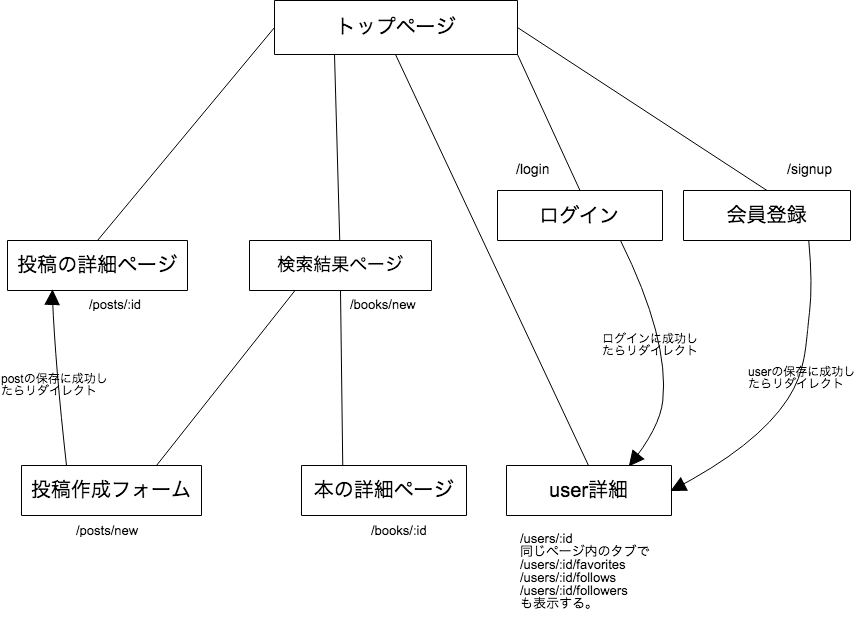 トップページ
/login
/signup
ログイン
会員登録
投稿の詳細ページ
検索結果ページ
/posts/:id
/books/new
ログインに成功し
たらリダイレクト
postの保存に成功し
たらリダイレクト
userの保存に成功し
たらリダイレクト
投稿作成フォーム
本の詳細ページ
user詳細
/posts/new
/books/:id
/users/:id
同じページ内のタブで
/users/:id/favorites
/users/:id/follows
/users/:id/followers
も表示する。